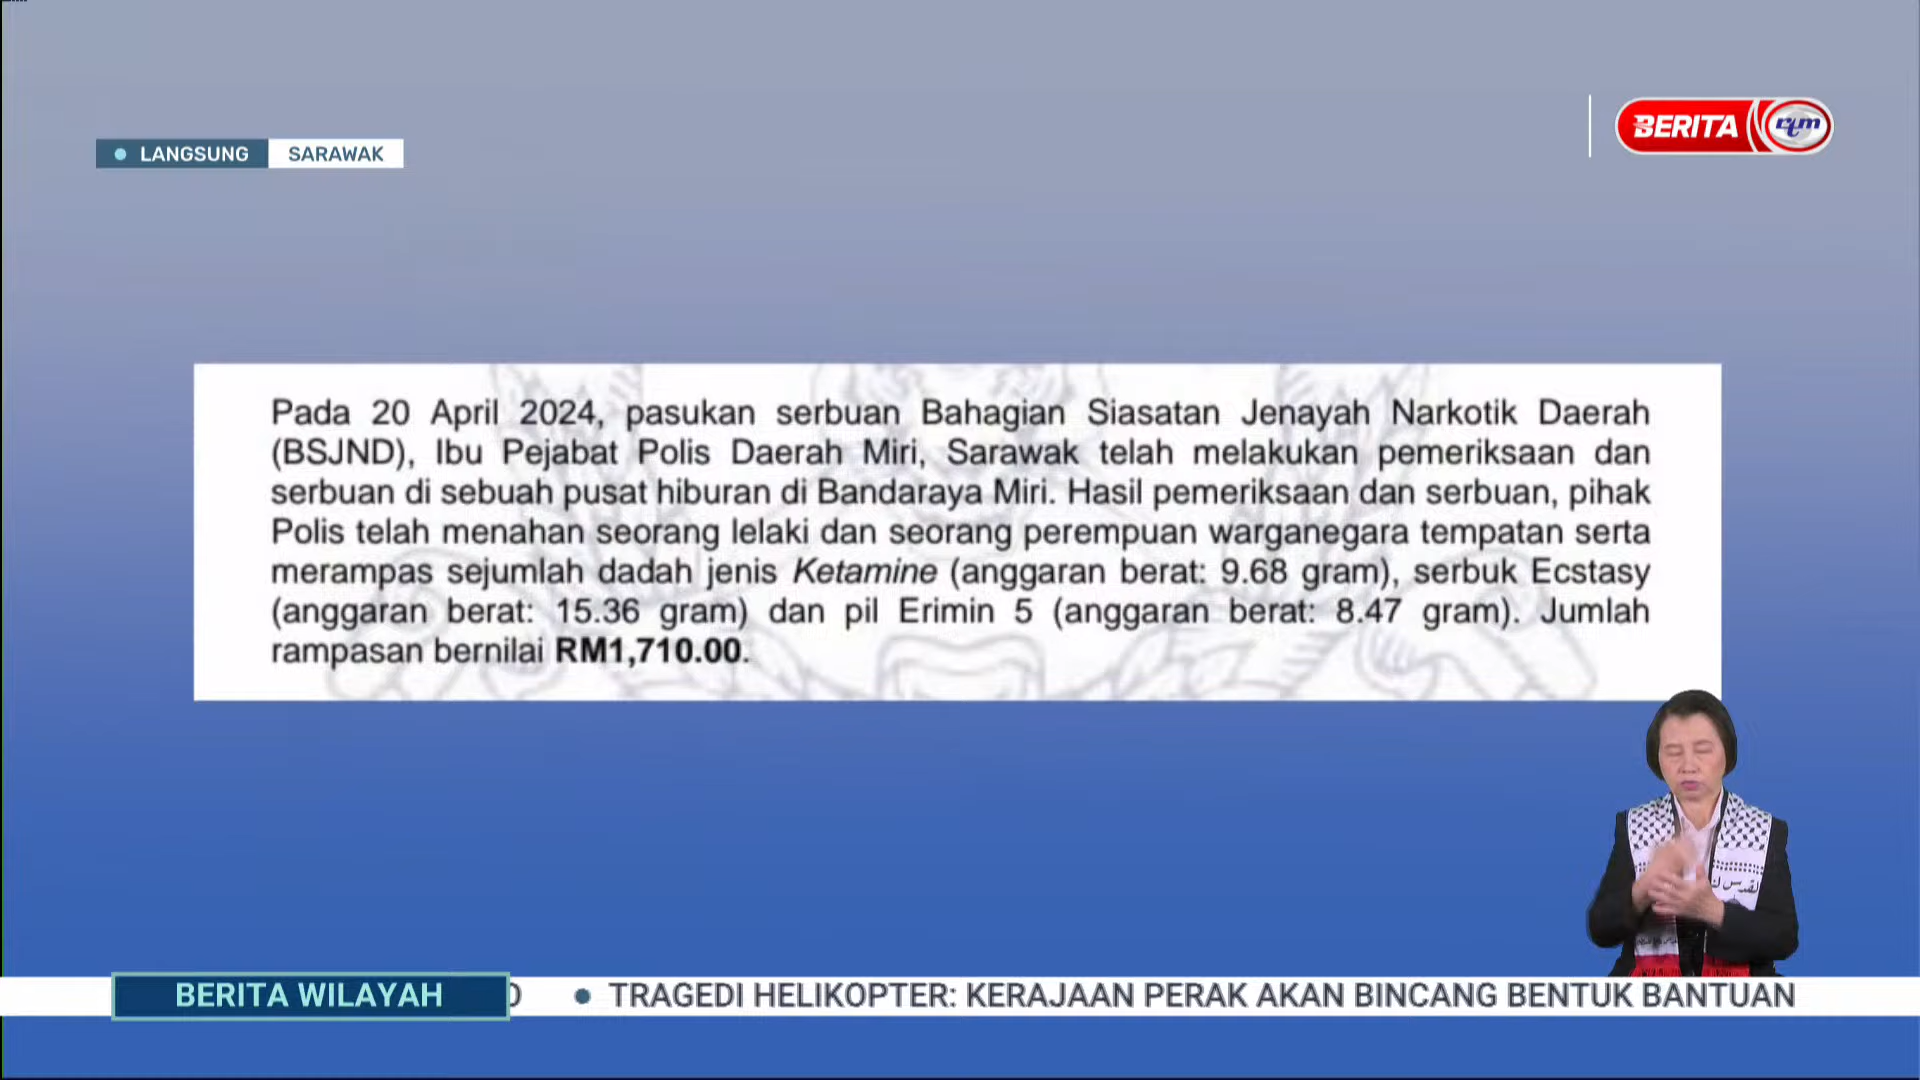 LANGSUNG SARAWAK
BERITA rtm
Pada 20 April 2024, pasukan serbuan Bahagian Siasatan Jenayah Narkotik Daerah
(BSJND), Ibu Pejabat Polis Daerah Miri, Sarawak telah melakukan pemeriksaan dan
serbuan di sebuah pusat hiburan di Bandaraya Miri. Hasil pemeriksaan dan serbuan, pihak
Polis telah menahan seorang lelaki dan seorang perempuan warganegara tempatan serta
merampas sejumlah dadah jenis Ketamine (anggaran berat: 9.68 gram), serbuk Ecstasy
(anggaran berat: 15.36 gram) dan pil Erimin 5 (anggaran berat: 8.47 gram). Jumlah
rampasan bernilai RM1,710.00.
BERITA WILAYAH
TRAGEDI HELIKOPTER: KERAJAAN PERAK AKAN BINCANG BENTUK BANTUAN